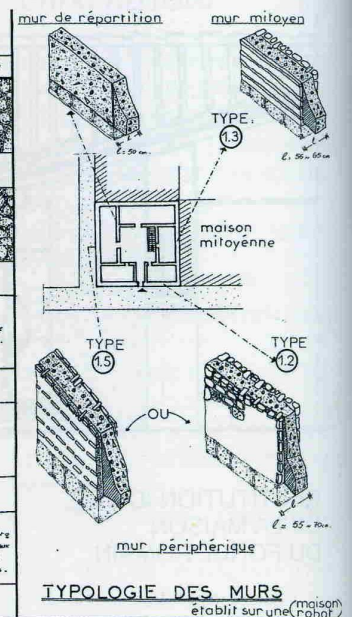 mur de répartition
mur mitoyen
l = 50 cm.
TYPE:
1.3
l = 56 à 65 cm
maison
mitoyénne
TYPE
1.5
TYPE
1.2
OU
l = 55 à 70 cm.
mur périphérique
TYPOLOGIE DES MURS
établit sur une (maison robot)